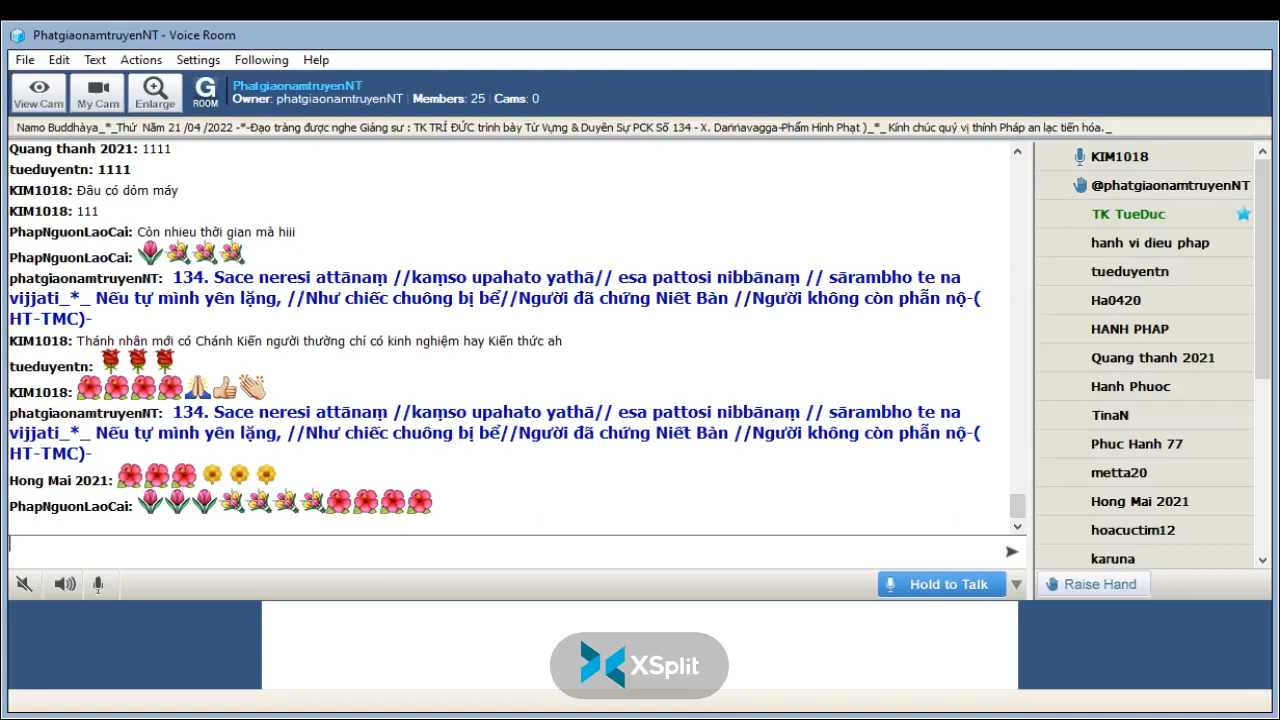 PhatgiaonamtruyenNT - Voice Room
File Edit Text Actions Settings Following Help
View Cam My Cam Enlarge G ROOM
PhatgiaonamtruyenNT
Owner: phatgiaonamtruyenNT | Members: 25 | Cams: 0
Namo Buddhàya_*_Thứ Năm 21 /04 /2022 -*-Đạo tràng được nghe Giảng sư : TK TRÍ ĐỨC trình bày Từ Vựng & Duyên Sự PCK Số 134 - X. Daṇḍavagga-Phẩm Hình Phạt )_*_ Kính chúc quý vị thính Pháp an lạc tiến hóa._
Quang thanh 2021: 1111
tueduyentn: 1111
KIM1018: Đâu có dóm máy
KIM1018: 111
PhapNguonLaoCai: Còn nhieu thời gian mà hiii
PhapNguonLaoCai:
phatgiaonamtruyenNT: 134. Sace neresi attānaṃ //kaṃso upahato yathā// esa pattosi nibbānaṃ // sārambho te na
vijjati_*_ Nếu tự mình yên lặng, //Như chiếc chuông bị bể//Người đã chứng Niết Bàn //Người không còn phẫn nộ-(
HT-TMC)-
KIM1018: Thánh nhân mới có Chánh Kiến người thường chỉ có kinh nghiệm hay Kiến thức ah
tueduyentn:
KIM1018:
phatgiaonamtruyenNT: 134. Sace neresi attānaṃ //kaṃso upahato yathā// esa pattosi nibbānaṃ // sārambho te na
vijjati_*_ Nếu tự mình yên lặng, //Như chiếc chuông bị bể//Người đã chứng Niết Bàn //Người không còn phẫn nộ-(
HT-TMC)-
Hong Mai 2021:
PhapNguonLaoCai:
KIM1018
@phatgiaonamtruyenNT
TK TueDuc
hanh vi dieu phap
tueduyentn
Ha0420
HANH PHAP
Quang thanh 2021
Hanh Phuoc
TinaN
Phuc Hanh 77
metta20
Hong Mai 2021
hoacuctim12
karuna
Hold to Talk
Raise Hand
XSplit